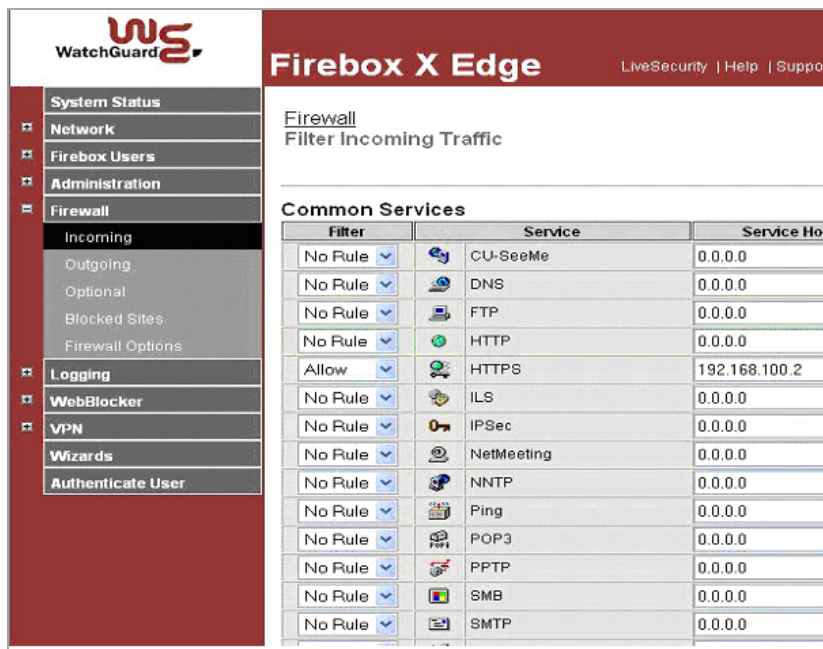 WatchGuard
Firebox X Edge
LiveSecurity | Help | Suppo
System Status
Network
Firebox Users
Administration
Firewall
Incoming
Outgoing
Optional
Blocked Sites
Firewall Options
Logging
WebBlocker
VPN
Wizards
Authenticate User
Firewall
Filter Incoming Traffic
Common Services
Filter Service Service Ho
No Rule CU-SeeMe 0.0.0.0
No Rule DNS 0.0.0.0
No Rule FTP 0.0.0.0
No Rule HTTP 0.0.0.0
Allow HTTPS 192.168.100.2
No Rule ILS 0.0.0.0
No Rule IPSec 0.0.0.0
No Rule NetMeeting 0.0.0.0
No Rule NNTP 0.0.0.0
No Rule Ping 0.0.0.0
No Rule POP3 0.0.0.0
No Rule PPTP 0.0.0.0
No Rule SMB 0.0.0.0
No Rule SMTP 0.0.0.0